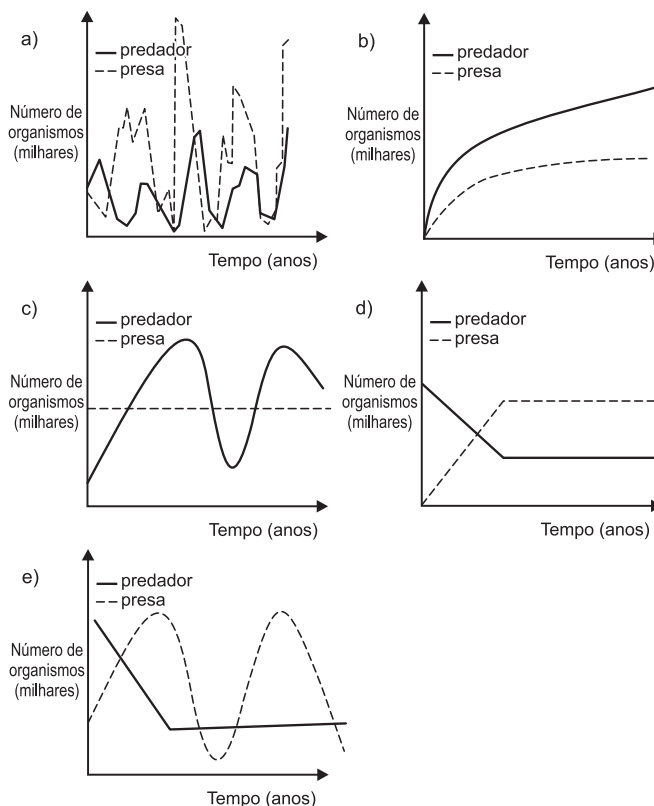 a)
predador
presa
Número de
organismos
(milhares)
Tempo (anos)
b)
predador
presa
Número de
organismos
(milhares)
Tempo (anos)
c)
predador
presa
Número de
organismos
(milhares)
Tempo (anos)
d)
predador
presa
Número de
organismos
(milhares)
Tempo (anos)
e)
predador
presa
Número de
organismos
(milhares)
Tempo (anos)